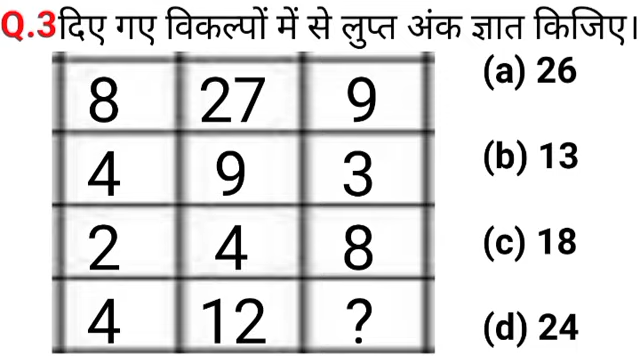 Q.3दिए गए विकल्पों में से लुप्त अंक ज्ञात किजिए।
8 27 9
(a) 26
4 9 3
(b) 13
2 4 8
(c) 18
4 12 ?
(d) 24